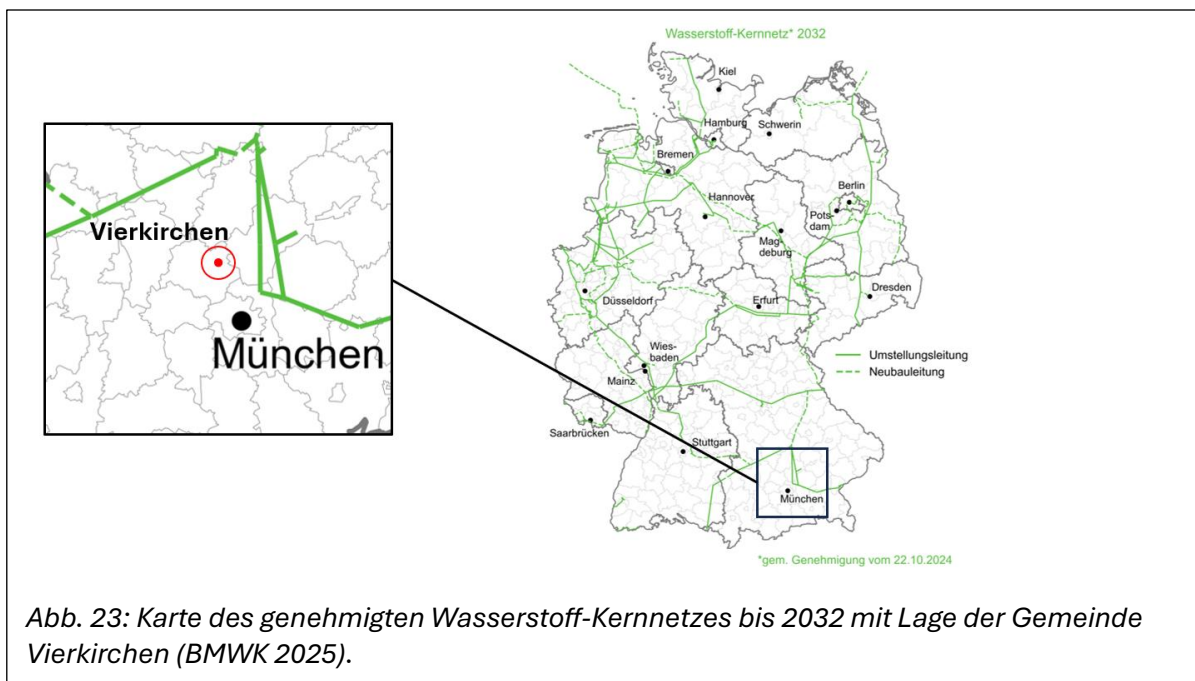 Wasserstoff-Kernnetz* 2032
Kiel
Hamburg
Schwerin
Bremen
Hannover
Berlin
Pots-
dam
Mag-
deburg
Düsseldorf
Erfurt
Dresden
Wies-
baden
Mainz
Saarbrücken
Stuttgart
München
Umstellungsleitung
Neubauleitung
*gem. Genehmigung vom 22.10.2024
Vierkirchen
München
Abb. 23: Karte des genehmigten Wasserstoff-Kernnetzes bis 2032 mit Lage der Gemeinde
Vierkirchen (BMWK 2025).